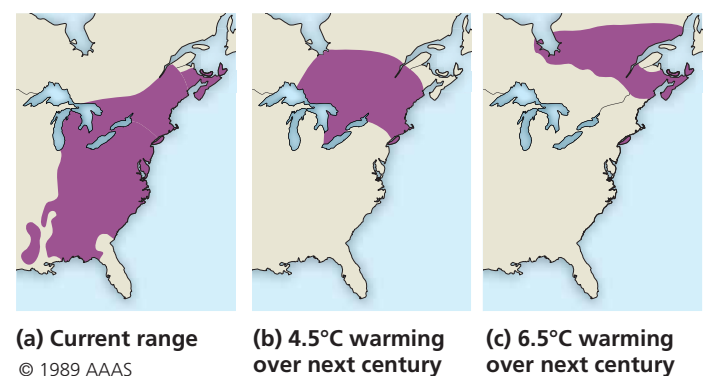 (a) Current range
© 1989 AAAS
(b) 4.5°C warming
over next century
(c) 6.5°C warming
over next century